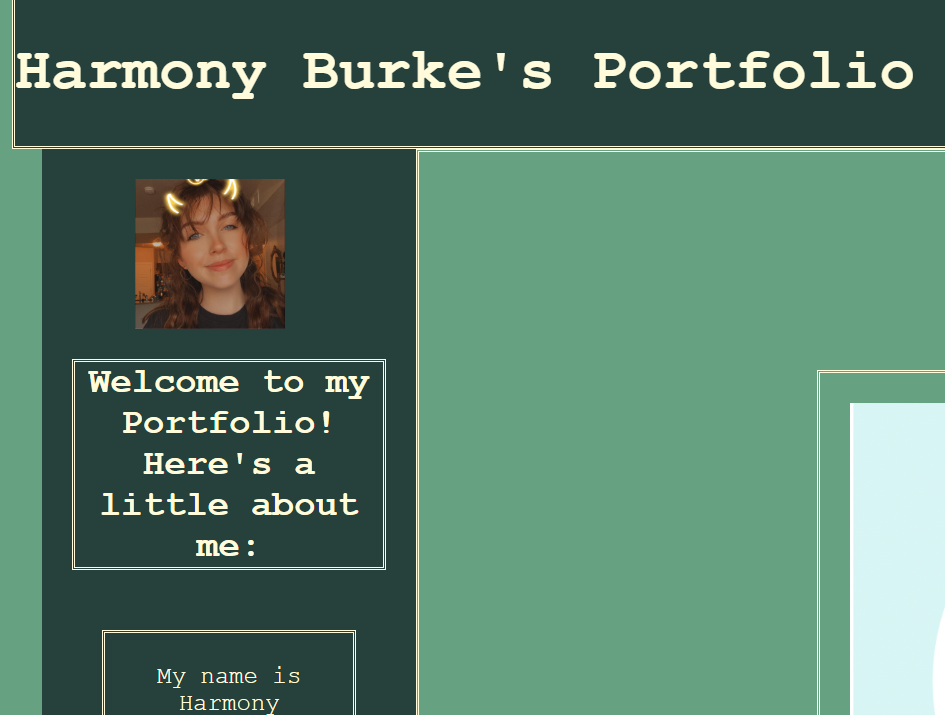 Harmony Burke's Portfolio
Welcome to my
Portfolio!
Here's a
little about
me:
My name is
Harmony